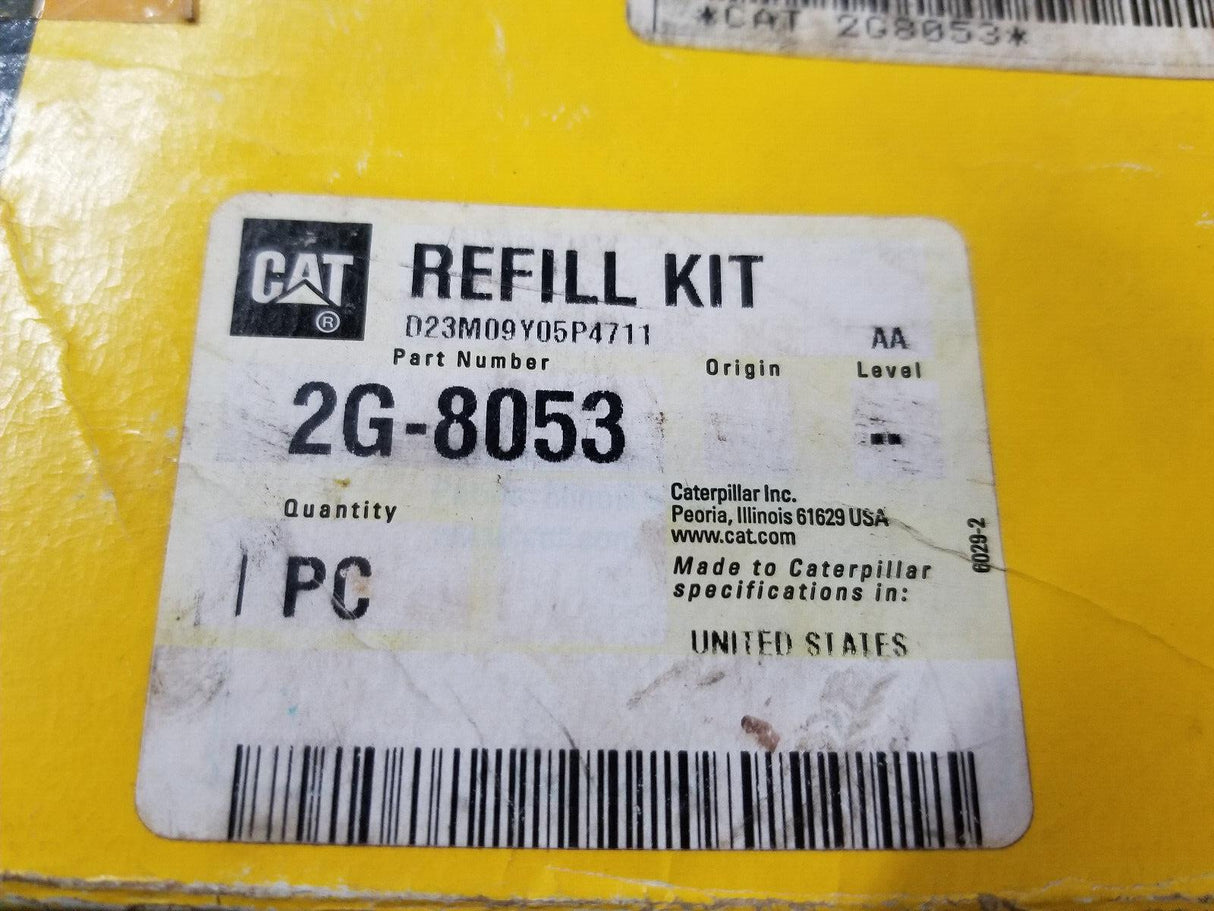 *CAT 2G8053*
CAT ®
REFILL KIT
D23M09Y05P4711
AA
Part Number Origin Level
2G-8053 --
Quantity
1 PC
Caterpillar Inc.
Peoria, Illinois 61629 USA
www.cat.com
Made to Caterpillar
specifications in:
UNITED STATES
6029-2